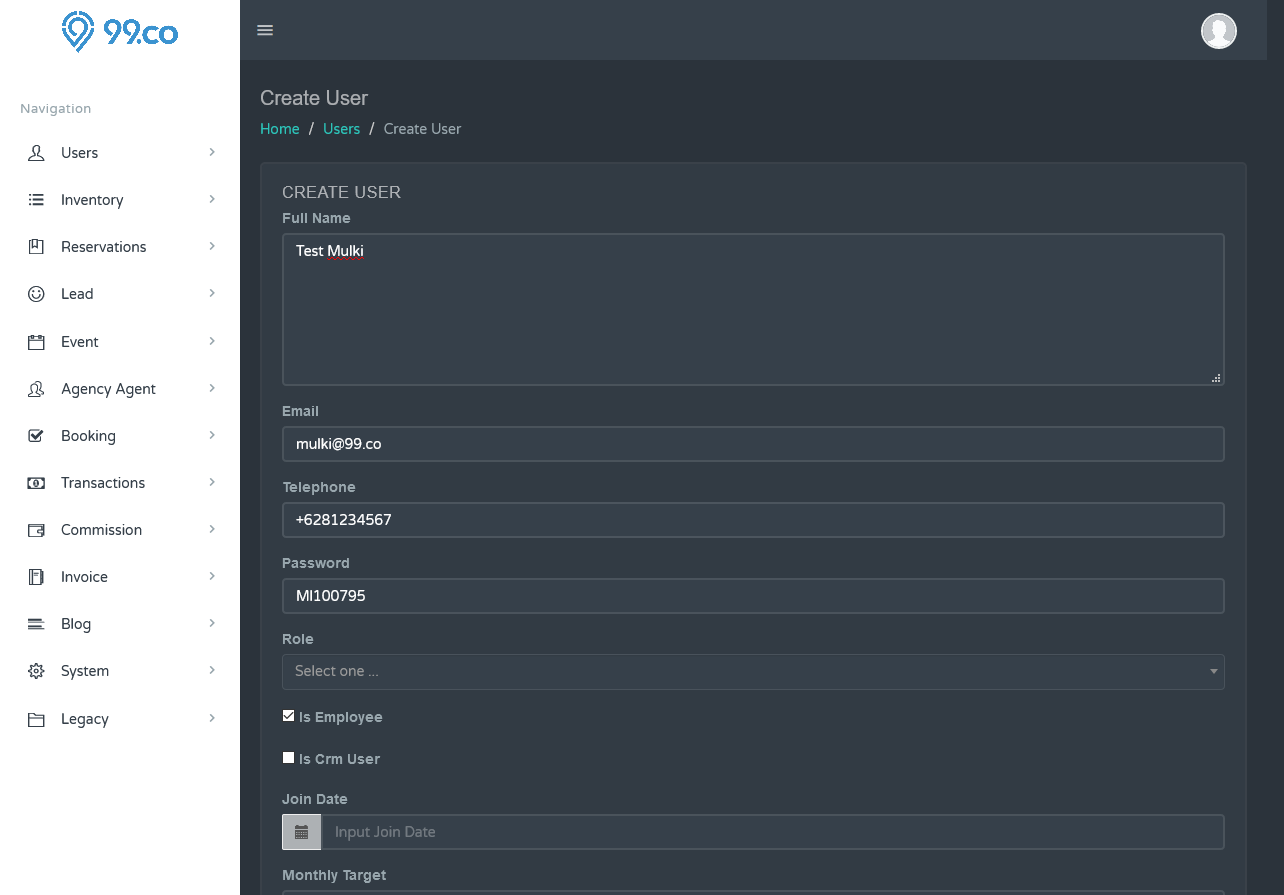 99.co
Navigation
Users
Inventory
Reservations
Lead
Event
Agency Agent
Booking
Transactions
Commission
Invoice
Blog
System
Legacy
Create User
Home / Users / Create User
CREATE USER
Full Name
Test Mulki
Email
mulki@99.co
Telephone
+6281234567
Password
MI100795
Role
Select one ...
Is Employee
Is Crm User
Join Date
Input Join Date
Monthly Target